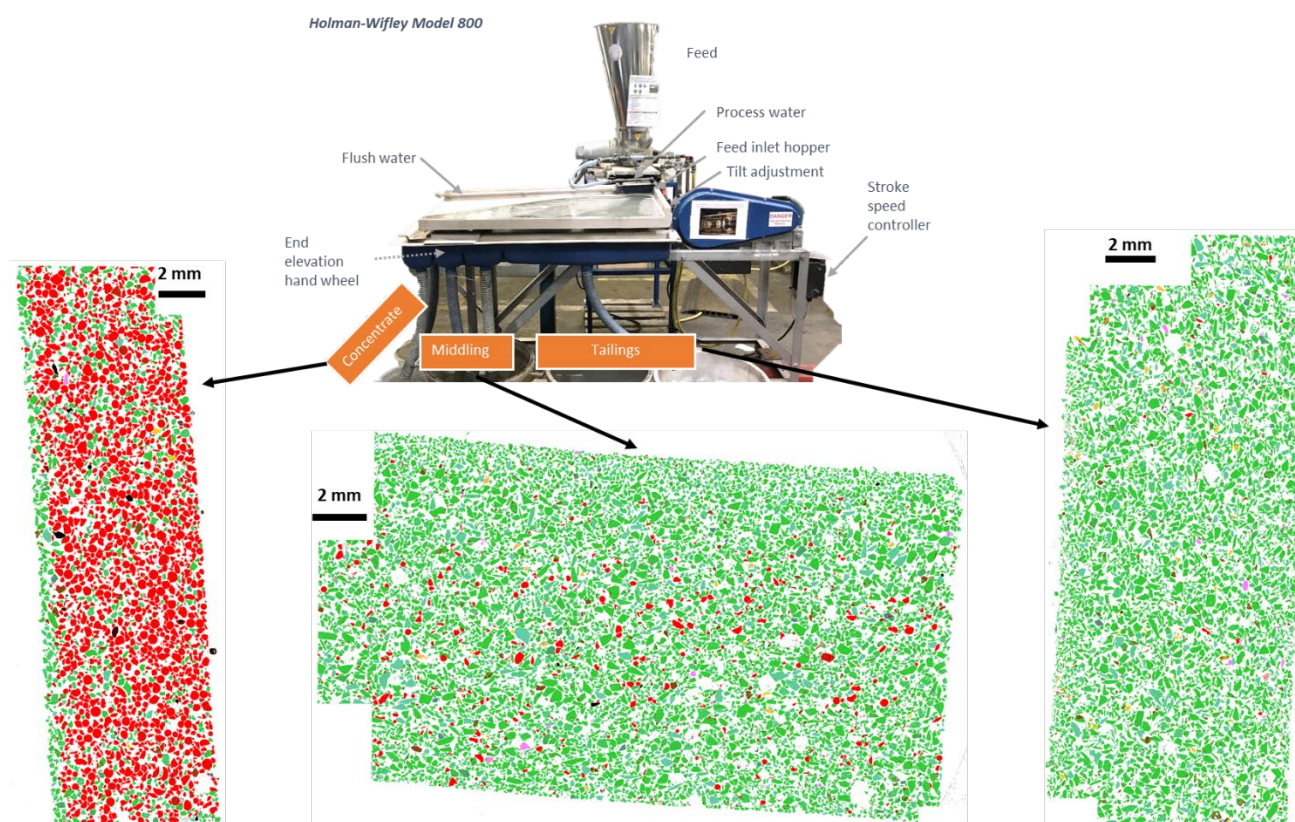 Holman-Wifley Model 800
Feed
Process water
Feed inlet hopper
Flush water
Tilt adjustment
Stroke
speed
controller
End
elevation
hand wheel
2 mm
2 mm
Concentrate
Middling
Tailings
2 mm
DANGER